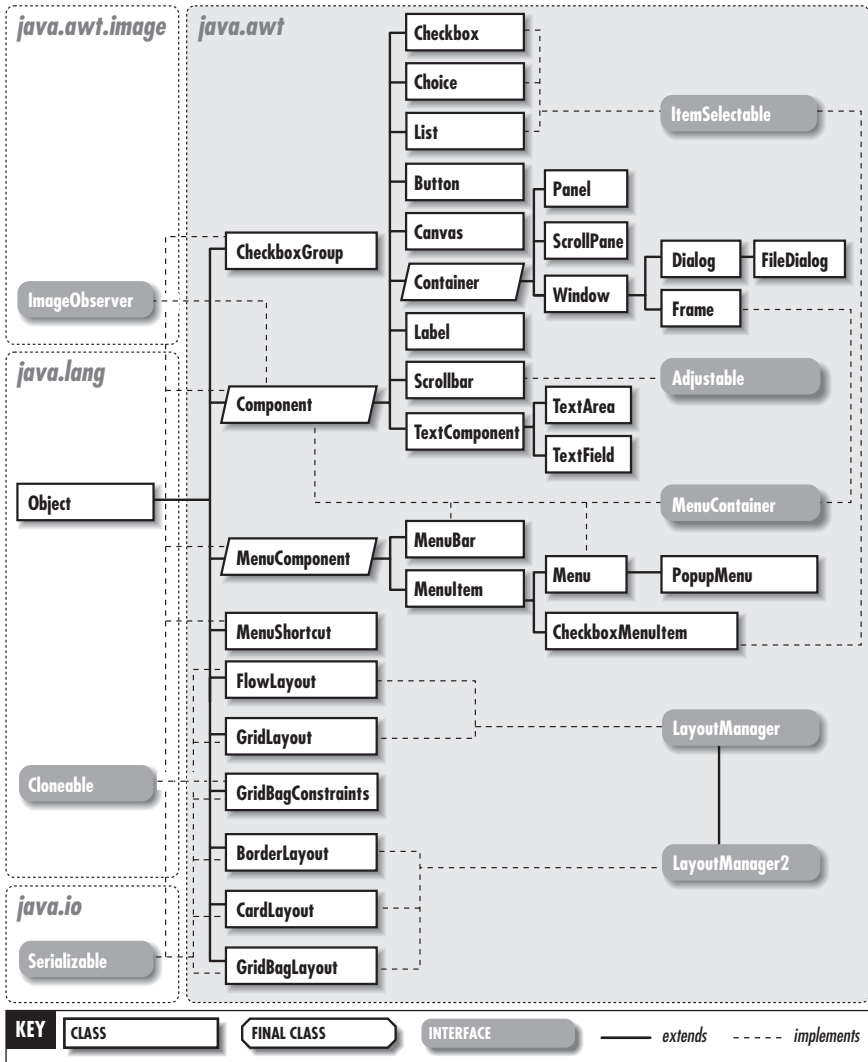 java.awt.image
java.awt
Checkbox
Choice
List
ItemSelectable
Button
Panel
Canvas
ScrollPane
CheckboxGroup
Container
Window
Dialog
FileDialog
Frame
ImageObserver
Label
java.lang
Component
Scrollbar
Adjustable
TextComponent
TextArea
TextField
Object
MenuContainer
MenuComponent
MenuBar
MenuItem
Menu
PopupMenu
CheckboxMenuItem
MenuShortcut
FlowLayout
GridLayout
LayoutManager
Cloneable
GridBagConstraints
BorderLayout
LayoutManager2
java.io
CardLayout
Serializable
GridBagLayout
KEY
CLASS
FINAL CLASS
INTERFACE
extends
implements